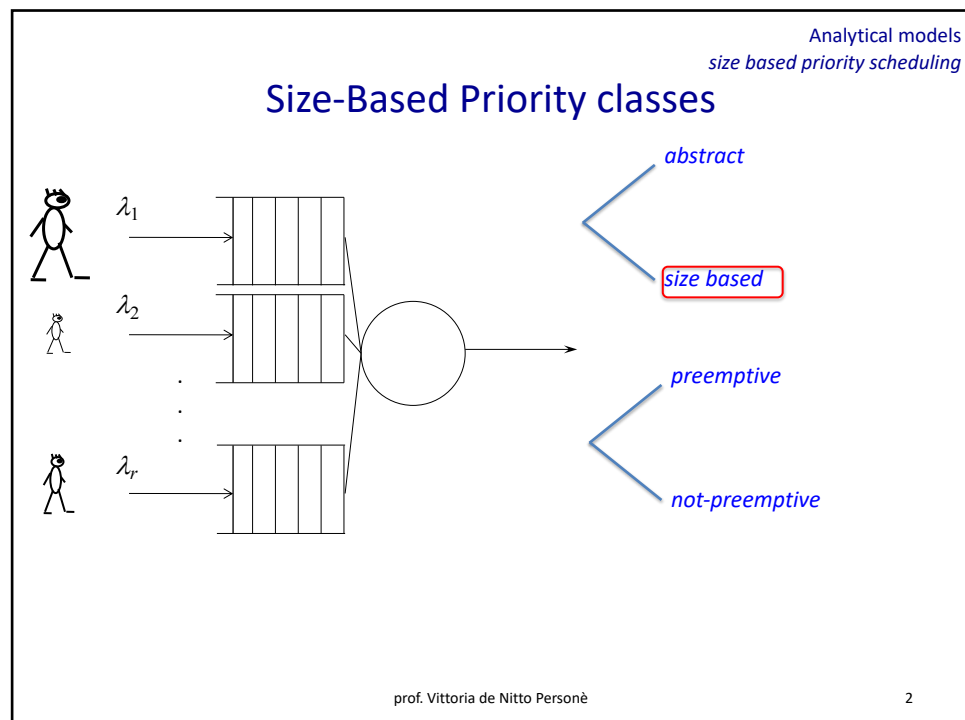 Analytical models
size based priority scheduling
Size-Based Priority classes
abstract
λ1
size based
λ2
preemptive
.
.
.
λr
not-preemptive
prof. Vittoria de Nitto Personè
2